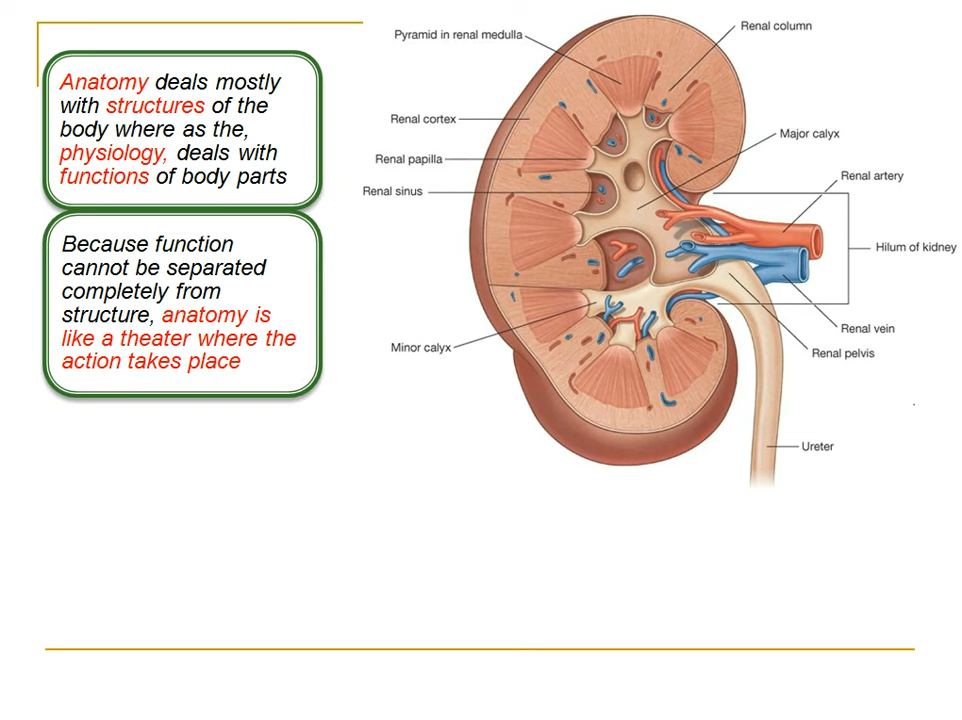 Anatomy deals mostly
with structures of the
body where as the,
physiology, deals with
functions of body parts
Because function
cannot be separated
completely from
structure, anatomy is
like a theater where the
action takes place
Pyramid in renal medulla
Renal column
Renal cortex
Major calyx
Renal papilla
Renal artery
Renal sinus
Hilum of kidney
Renal vein
Minor calyx
Renal pelvis
Ureter